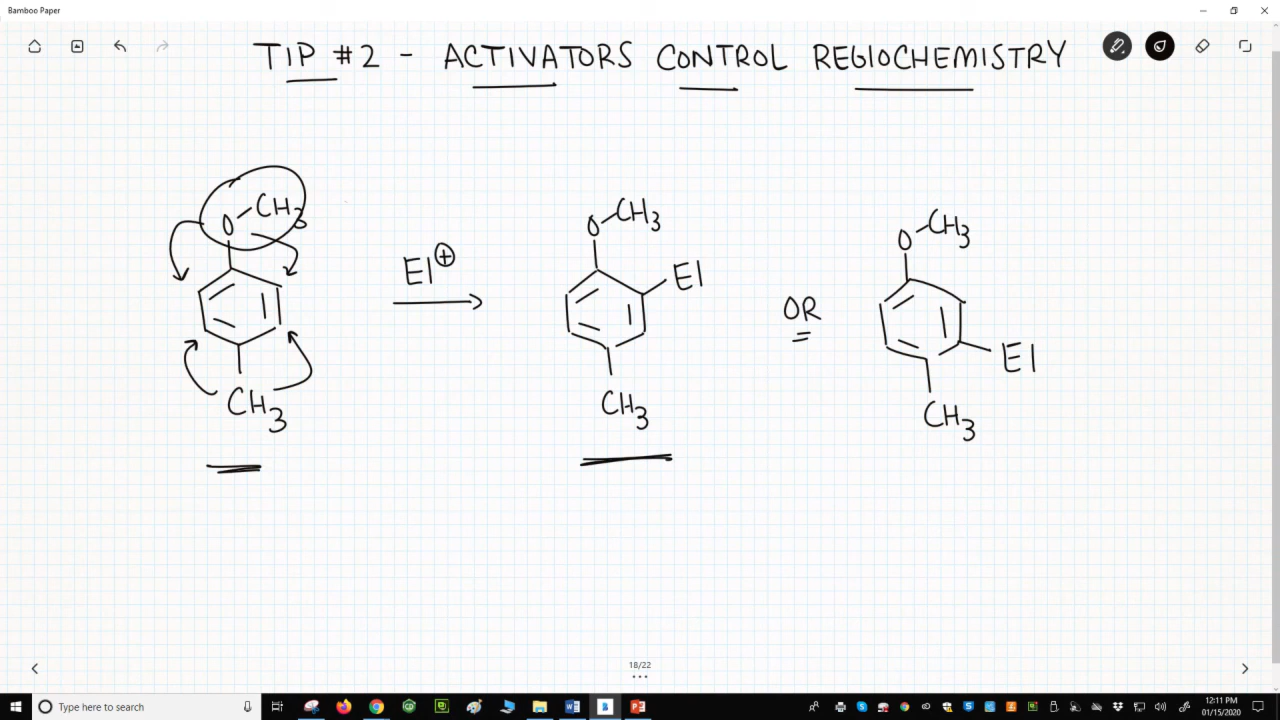 Bamboo Paper
TIP #2 - ACTIVATORS CONTROL REGIOCHEMISTRY
O-CH3
CH3
El⊕
O-CH3
El
CH3
OR
O-CH3
El
CH3
18/22
Type here to search
12:11 PM
01/15/2020